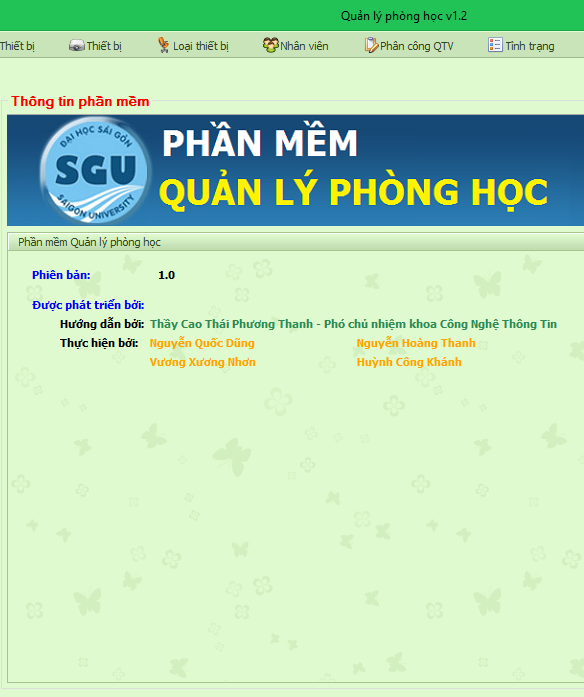 Quản lý phòng học v1.2
Thiết bị Thiết bị Loại thiết bị Nhân viên Phân công QTV Tình trạng
Thông tin phần mềm
ĐẠI HỌC SÀI GÒN
SGU
SAIGON UNIVERSITY
PHẦN MỀM
QUẢN LÝ PHÒNG HỌC
Phần mềm Quản lý phòng học
Phiên bản: 1.0
Được phát triển bởi:
Hướng dẫn bởi: Thầy Cao Thái Phương Thanh - Phó chủ nhiệm khoa Công Nghệ Thông Tin
Thực hiện bởi: Nguyễn Quốc Dũng Nguyễn Hoàng Thanh
Vương Xương Nhơn Huỳnh Công Khánh